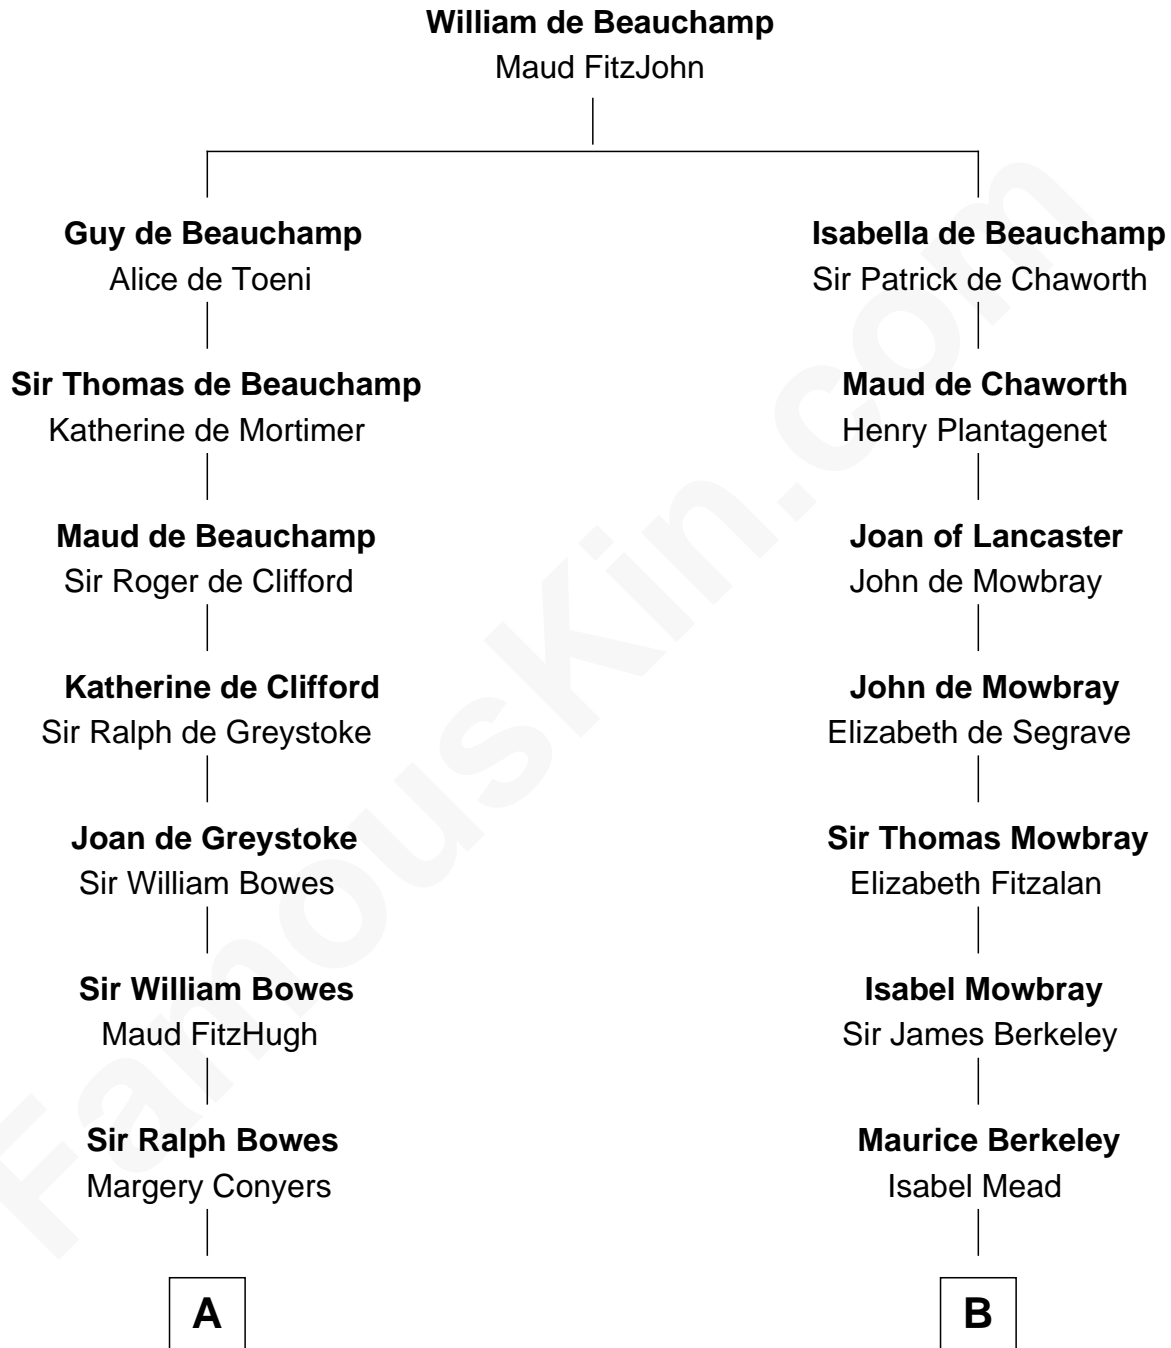 William de Beauchamp
Maud FitzJohn
Guy de Beauchamp
Alice de Toeni
Isabella de Beauchamp
Sir Patrick de Chaworth
Sir Thomas de Beauchamp
Katherine de Mortimer
Maud de Chaworth
Henry Plantagenet
Maud de Beauchamp
Sir Roger de Clifford
Joan of Lancaster
John de Mowbray
Katherine de Clifford
Sir Ralph de Greystoke
John de Mowbray
Elizabeth de Segrave
Joan de Greystoke
Sir William Bowes
Sir Thomas Mowbray
Elizabeth Fitzalan
Sir William Bowes
Maud FitzHugh
Isabel Mowbray
Sir James Berkeley
Sir Ralph Bowes
Margery Conyers
Maurice Berkeley
Isabel Mead
A
B
FamousKin.com